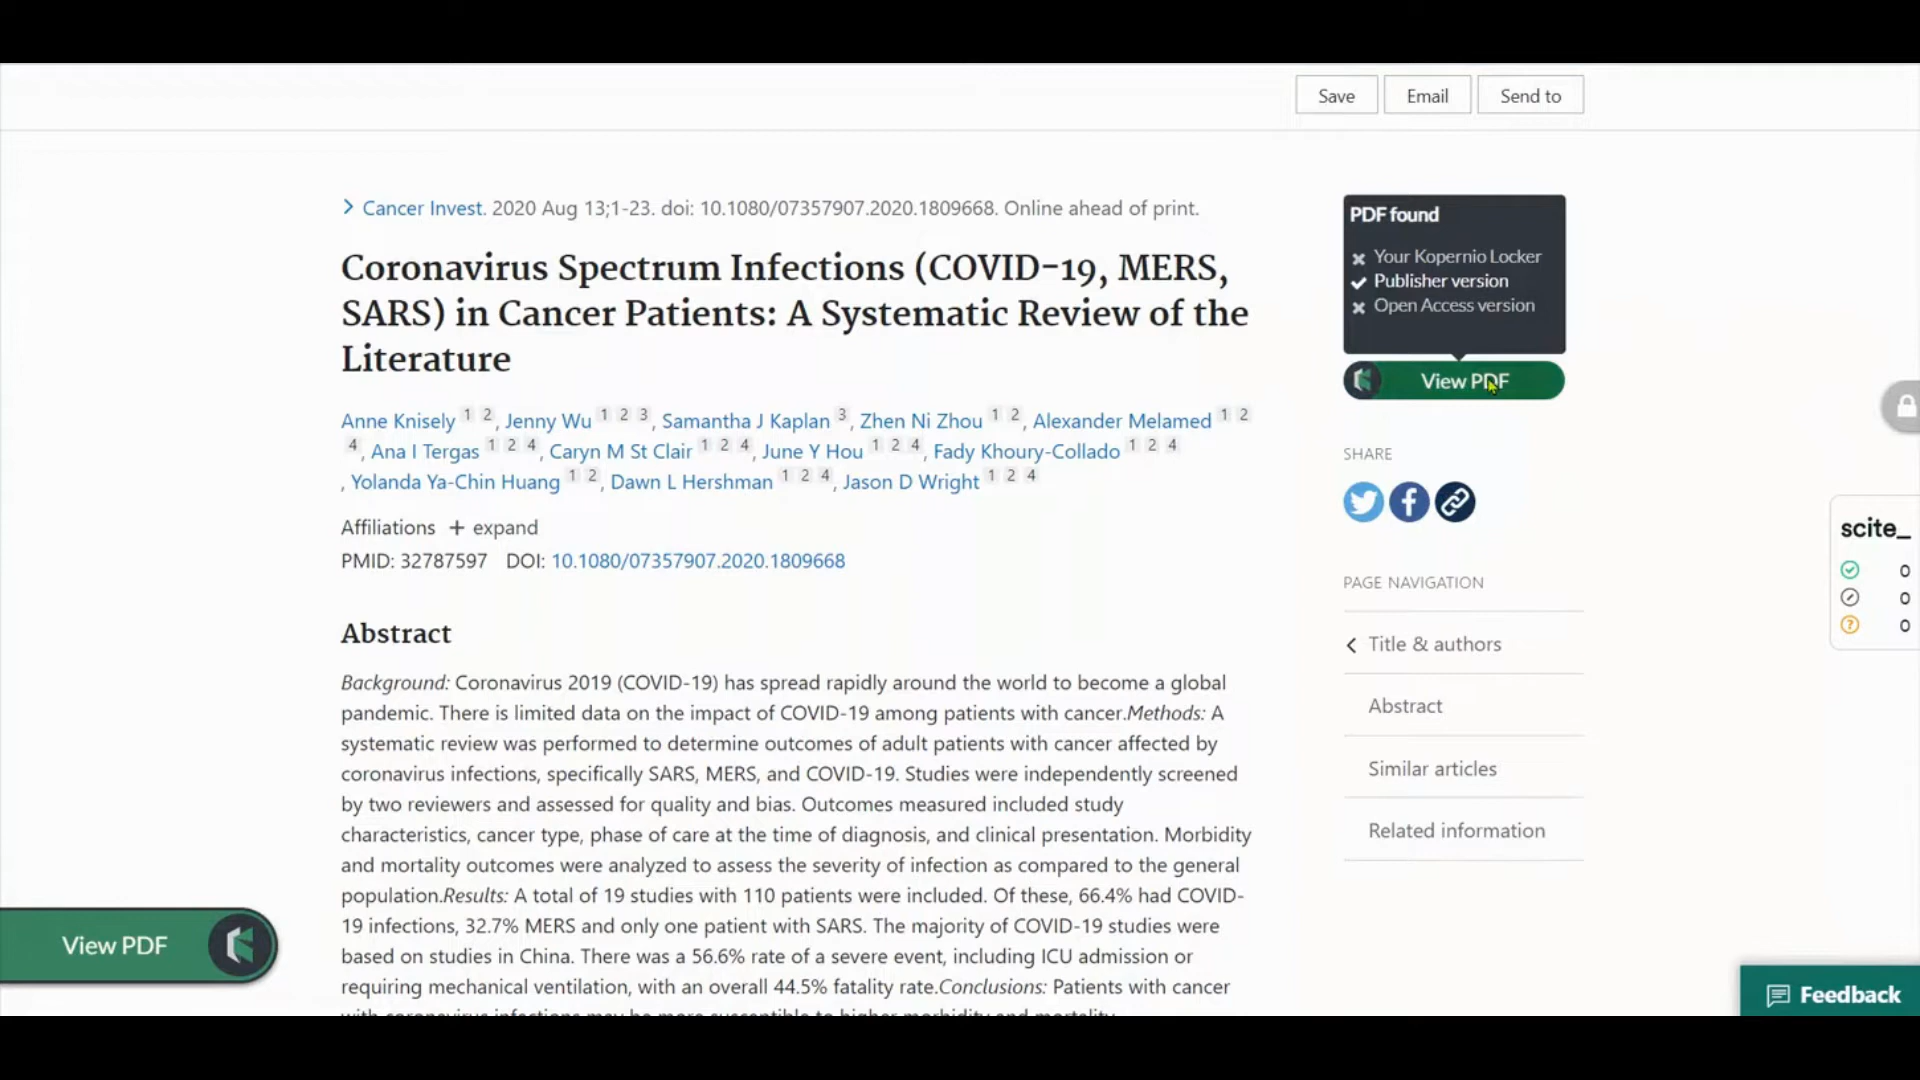 Save Email Send to
Cancer Invest. 2020 Aug 13;1-23. doi: 10.1080/07357907.2020.1809668. Online ahead of print.
Coronavirus Spectrum Infections (COVID-19, MERS,
SARS) in Cancer Patients: A Systematic Review of the
Literature
Anne Knisely 1 2, Jenny Wu 1 2 3, Samantha J Kaplan 3, Zhen Ni Zhou 1 2, Alexander Melamed 1 2
4, Ana I Tergas 1 2 4, Caryn M St Clair 1 2 4, June Y Hou 1 2 4, Fady Khoury-Collado 1 2 4
, Yolanda Ya-Chin Huang 1 2, Dawn L Hershman 1 2 4, Jason D Wright 1 2 4
Affiliations + expand
PMID: 32787597 DOI: 10.1080/07357907.2020.1809668
Abstract
Background: Coronavirus 2019 (COVID-19) has spread rapidly around the world to become a global
pandemic. There is limited data on the impact of COVID-19 among patients with cancer.Methods: A
systematic review was performed to determine outcomes of adult patients with cancer affected by
coronavirus infections, specifically SARS, MERS, and COVID-19. Studies were independently screened
by two reviewers and assessed for quality and bias. Outcomes measured included study
characteristics, cancer type, phase of care at the time of diagnosis, and clinical presentation. Morbidity
and mortality outcomes were analyzed to assess the severity of infection as compared to the general
population.Results: A total of 19 studies with 110 patients were included. Of these, 66.4% had COVID-
19 infections, 32.7% MERS and only one patient with SARS. The majority of COVID-19 studies were
based on studies in China. There was a 56.6% rate of a severe event, including ICU admission or
requiring mechanical ventilation, with an overall 44.5% fatality rate.Conclusions: Patients with cancer
with coronavirus infections may be more susceptible to higher morbidity and mortality
PDF found
Your Kopernio Locker
Publisher version
Open Access version
View PDF
SHARE
PAGE NAVIGATION
Title & authors
Abstract
Similar articles
Related information
scite_
0
0
0
View PDF
Feedback